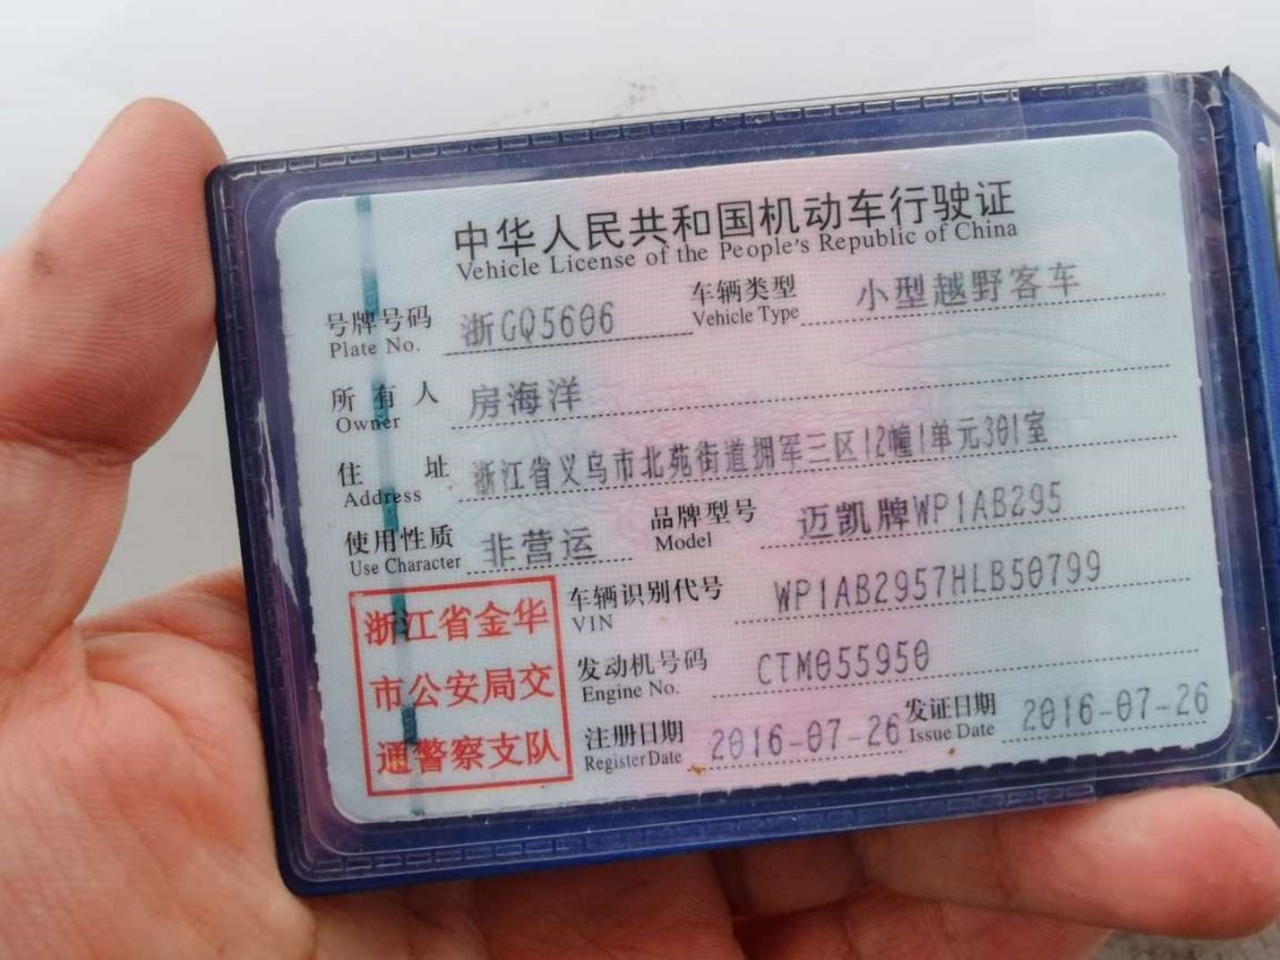 中华人民共和国机动车行驶证
Vehicle License of the People's Republic of China
号牌号码 浙GQ5606 车辆类型 小型越野客车
Plate No. Vehicle Type
所有人 房海洋
Owner
住址 浙江省义乌市北苑街道拥军三区12幢1单元301室
Address
使用性质 非营运 品牌型号 迈凯牌WP1AB295
Use Character Model
浙江省金华
市公安局交
通警察支队
车辆识别代号 WP1AB2957HLB50799
VIN
发动机号码 CTM055950
Engine No.
注册日期 2016-07-26 发证日期 2016-07-26
Register Date Issue Date